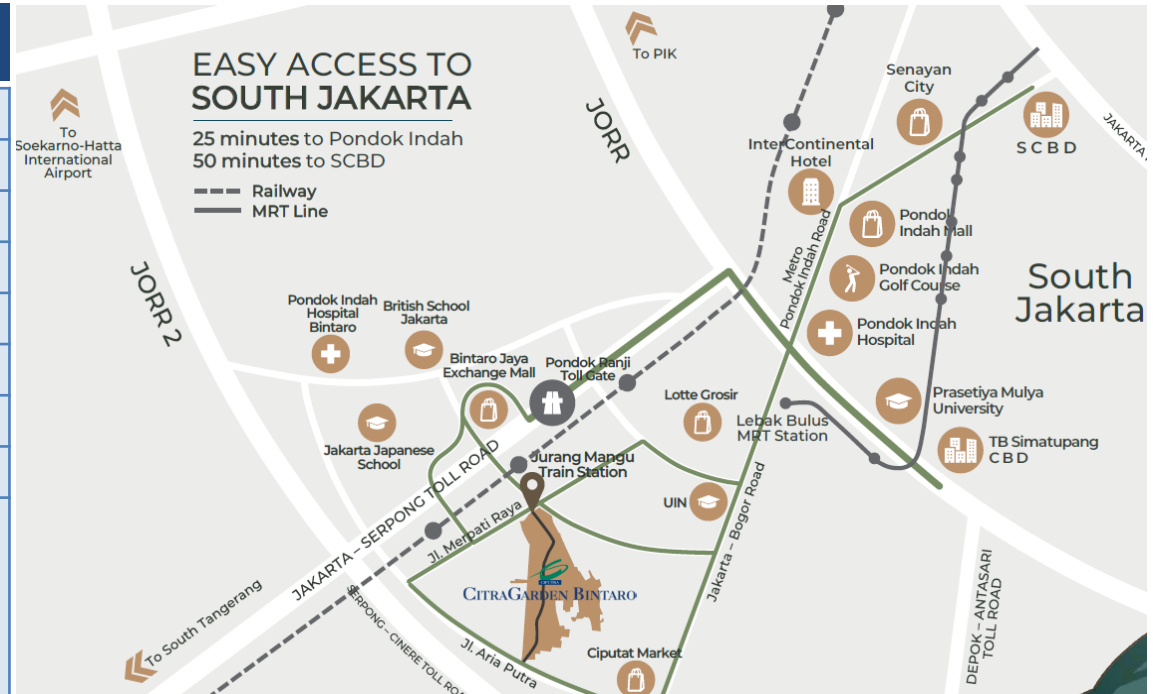 EASY ACCESS TO
SOUTH JAKARTA
25 minutes to Pondok Indah
50 minutes to SCBD
Railway
MRT Line
To
Soekarno-Hatta
International
Airport
To PIK
JORR
JORR 2
Senayan
City
SCBD
JAKARTA
InterContinental
Hotel
Metro
Pondok Indah Road
Pondok
Indah Mall
Pondok Indah
Golf Course
Pondok Indah
Hospital
South
Jakarta
Pondok Indah
Hospital
Bintaro
British School
Jakarta
Bintaro Jaya
Exchange Mall
Pondok Ranji
Toll Gate
Lotte Grosir
Lebak Bulus
MRT Station
Prasetiya Mulya
University
TB Simatupang
CBD
Jakarta Japanese
School
Jurang Mangu
Train Station
JAKARTA – SERPONG TOLL ROAD
UIN
Jl. Merpati Raya
Jakarta – Bogor Road
CIPUTRA
CitraGarden Bintaro
To South Tangerang
SERPONG – CINERE TOLL ROA
Jl. Aria Putra
Ciputat Market
DEPOK – ANTASARI
TOLL ROAD